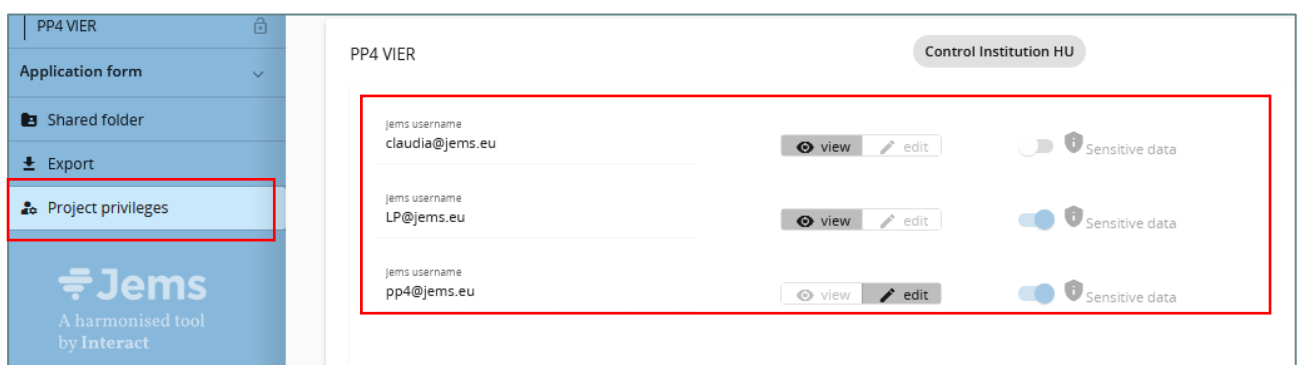 PP4 VIER
Application form
Shared folder
Export
Project privileges
Jems
A harmonised tool
by Interact
PP4 VIER
Control Institution HU
Jems username
claudia@jems.eu
view
edit
Sensitive data
Jems username
LP@jems.eu
view
edit
Sensitive data
Jems username
pp4@jems.eu
view
edit
Sensitive data